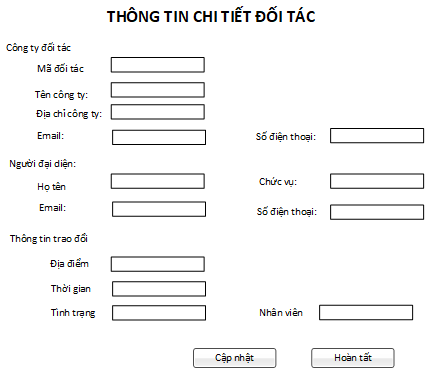 THÔNG TIN CHI TIẾT ĐỐI TÁC
Công ty đối tác
Mã đối tác
Tên công ty:
Địa chỉ công ty:
Email: Số điện thoại:
Người đại diện:
Họ tên Chức vụ:
Email: Số điện thoại:
Thông tin trao đổi
Địa điểm
Thời gian
Tình trạng Nhân viên
Cập nhật Hoàn tất